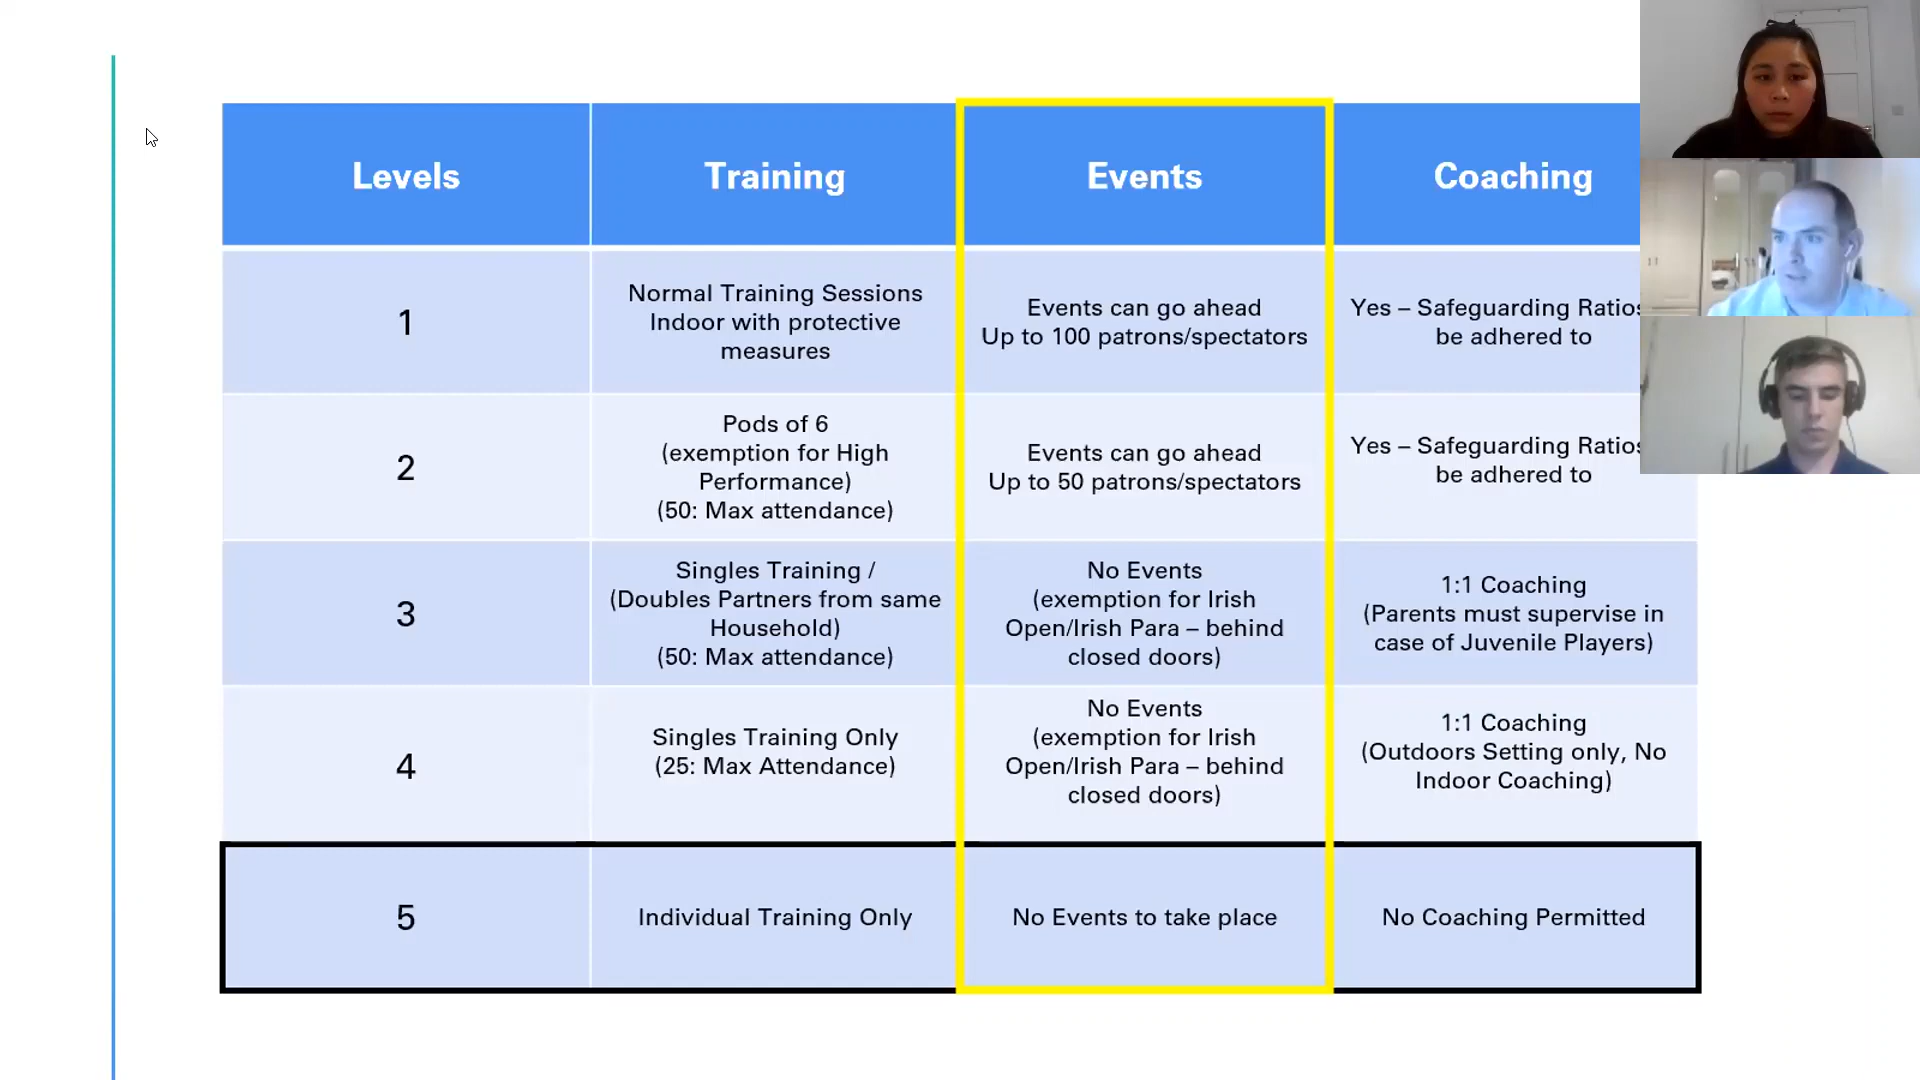 Levels
Training
Events
Coaching
1
Normal Training Sessions
Indoor with protective
measures
Events can go ahead
Up to 100 patrons/spectators
Yes – Safeguarding Ratios
be adhered to
2
Pods of 6
(exemption for High
Performance)
(50: Max attendance)
Events can go ahead
Up to 50 patrons/spectators
Yes – Safeguarding Ratios
be adhered to
3
Singles Training /
(Doubles Partners from same
Household)
(50: Max attendance)
No Events
(exemption for Irish
Open/Irish Para – behind
closed doors)
1:1 Coaching
(Parents must supervise in
case of Juvenile Players)
4
Singles Training Only
(25: Max Attendance)
No Events
(exemption for Irish
Open/Irish Para – behind
closed doors)
1:1 Coaching
(Outdoors Setting only, No
Indoor Coaching)
5
Individual Training Only
No Events to take place
No Coaching Permitted